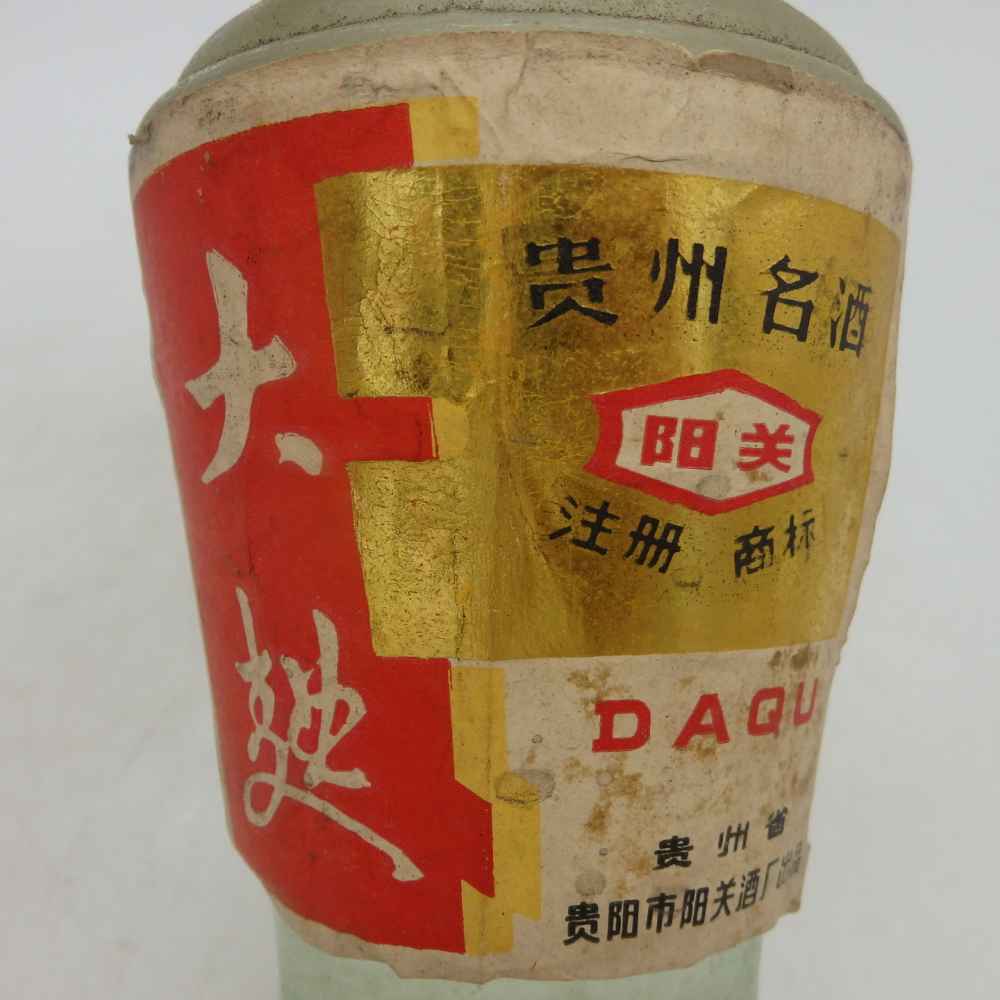 大麯
贵州名酒
阳关
注册 商标
DAQU
贵州省
贵阳市阳关酒厂出品